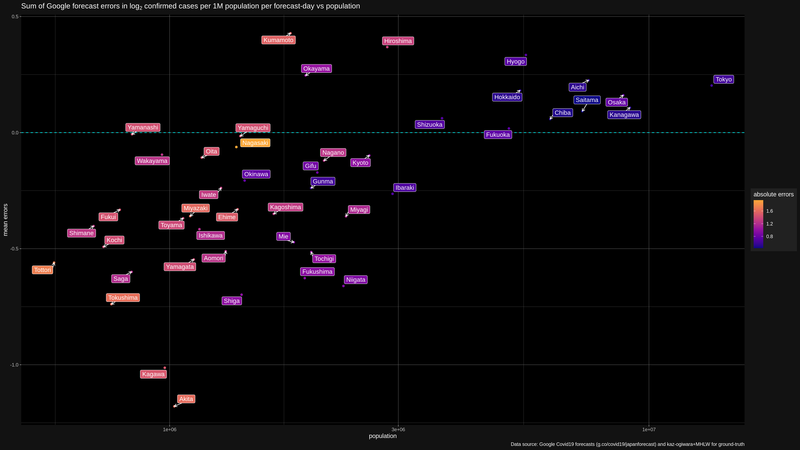 Sum of Google forecast errors in log2 confirmed cases per 1M population per forecast-day vs population
0.5
Kumamoto
Hiroshima
Hyogo
Okayama
Tokyo
Aichi
Hokkaido
Saitama
Osaka
Chiba
Kanagawa
Shizuoka
Yamanashi
Yamaguchi
0.0
Fukuoka
Nagasaki
Oita
Nagano
Wakayama
Kyoto
Gifu
Okinawa
Gunma
Ibaraki
Iwate
absolute errors
Miyazaki
Kagoshima
Miyagi
1.6
Fukui
Ehime
Toyama
1.2
mean errors
Shimane
Ishikawa
Mie
0.8
Kochi
-0.5
Aomori
Tochigi
Yamagata
Tottori
Fukushima
Saga
Niigata
Tokushima
Shiga
-1.0
Kagawa
Akita
1e+06
3e+06
1e+07
population
Data source: Google Covid19 forecasts (g.co/covid19/japanforecast) and kaz-ogiwara+MHLW for ground-truth